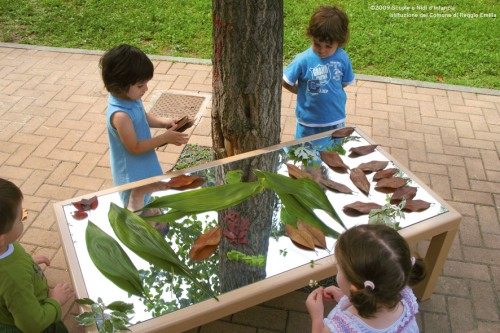 ©2009 Scuole e Nidi d'Infanzia
Istituzione del Comune di Reggio Emilia